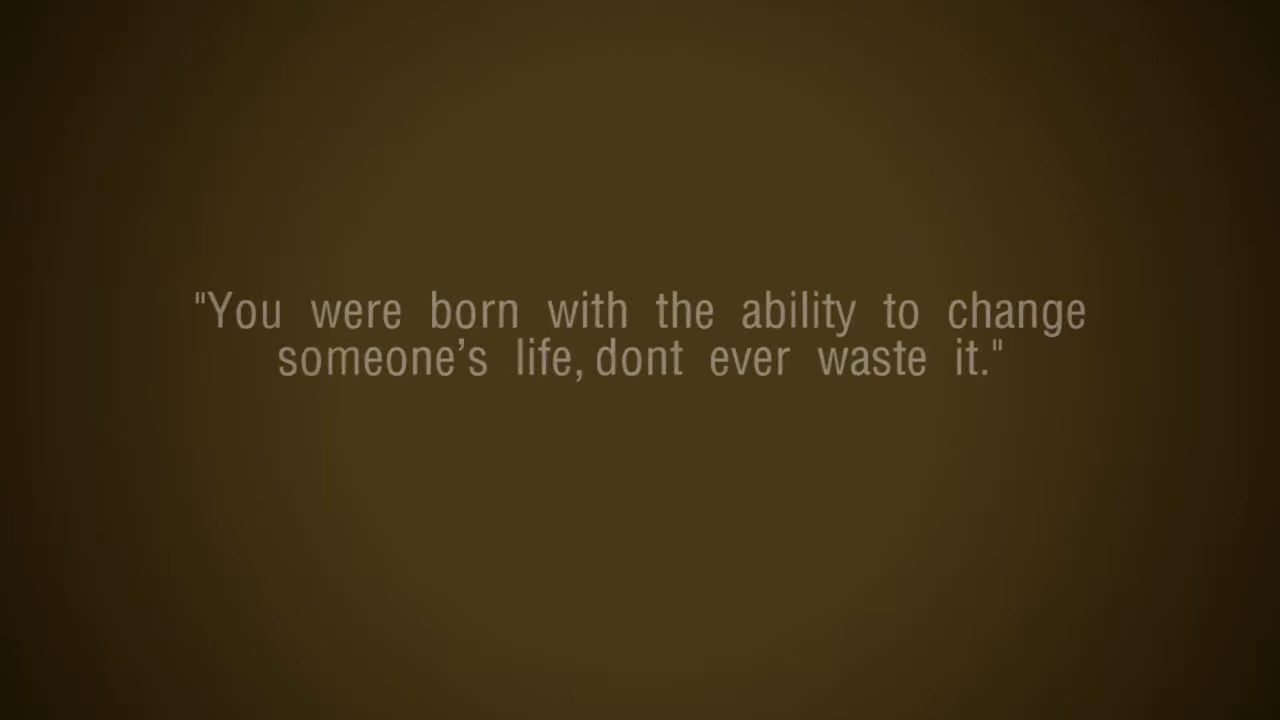 "You were born with the ability to change
someone’s life, dont ever waste it."